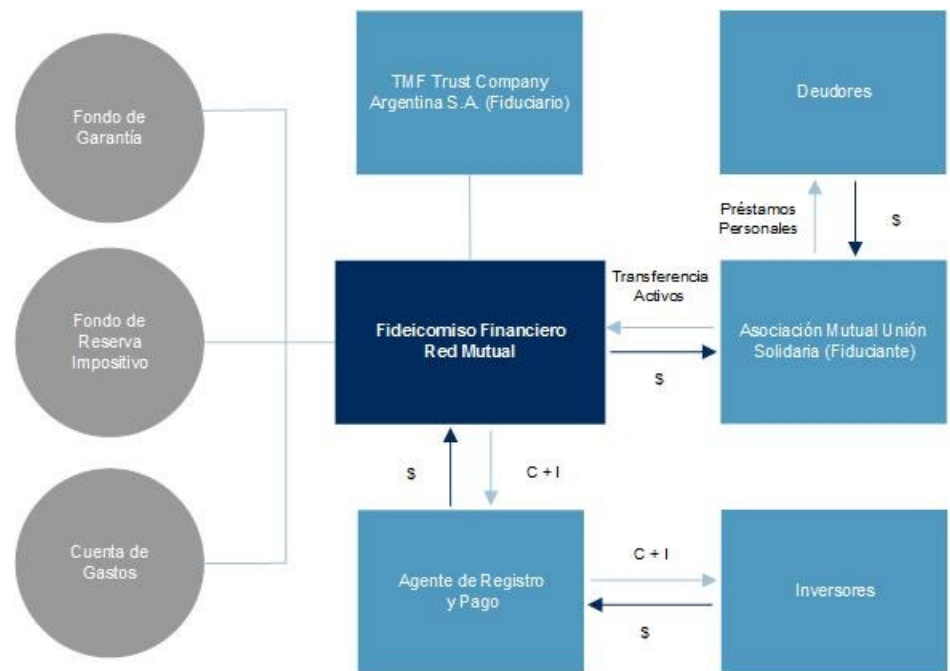 Fondo de
Garantía
TMF Trust Company
Argentina S.A. (Fiduciario)
Deudores
Préstamos
Personales
$
Fondo de
Reserva
Impositivo
Fideicomiso Financiero
Red Mutual
Transferencia
Activos
$
Asociación Mutual Unión
Solidaria (Fiduciante)
$
C + I
Cuenta de
Gastos
Agente de Registro
y Pago
C + I
$
Inversores